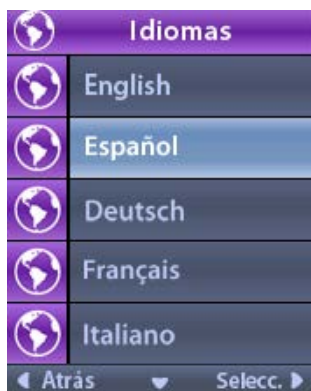 Idiomas
English
Español
Deutsch
Français
Italiano
Atrás Selecc.